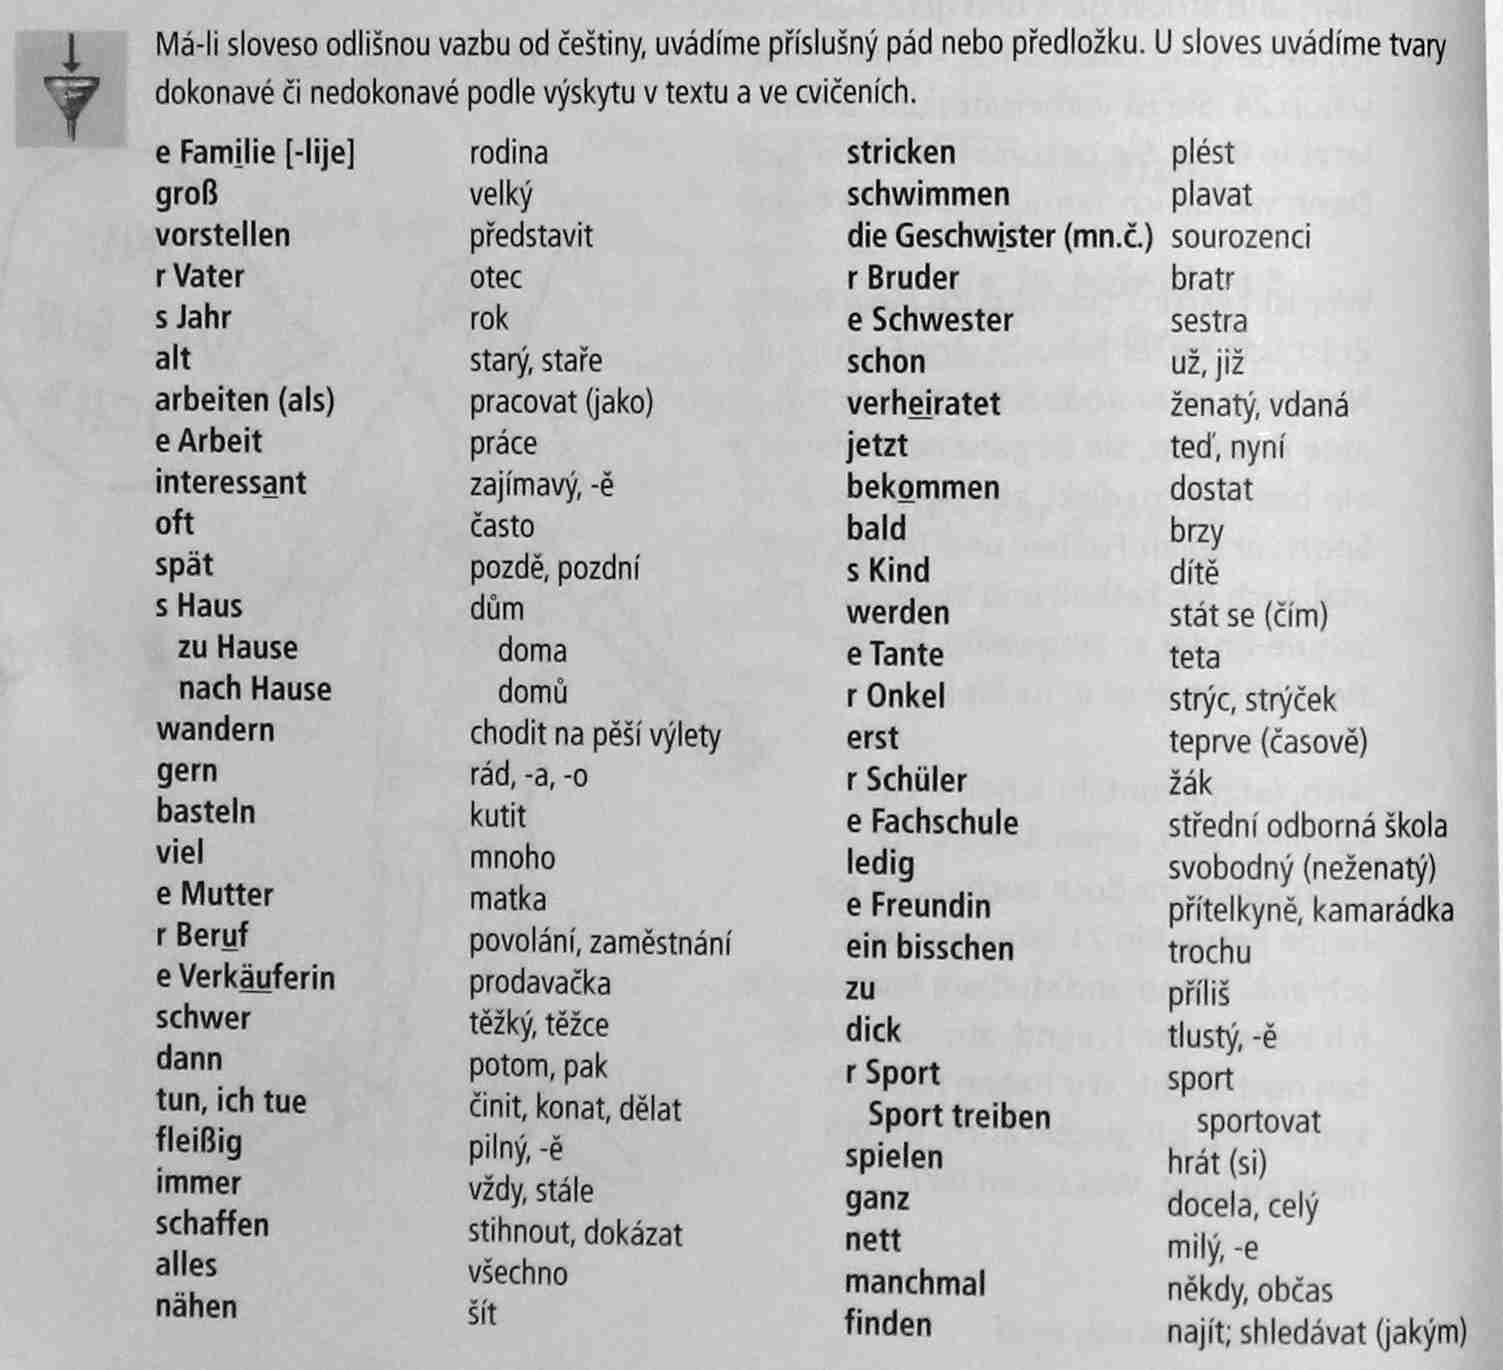 Má-li sloveso odlišnou vazbu od češtiny, uvádíme příslušný pád nebo předložku. U sloves uvádíme tvary
dokonavé či nedokonavé podle výskytu v textu a ve cvičeních.
e Familie [-lije] rodina
groß velký
vorstellen představit
r Vater otec
s Jahr rok
alt starý, staře
arbeiten (als) pracovat (jako)
e Arbeit práce
interessant zajímavý, -ě
oft často
spät pozdě, pozdní
s Haus dům
zu Hause doma
nach Hause domů
wandern chodit na pěší výlety
gern rád, -a, -o
basteln kutit
viel mnoho
e Mutter matka
r Beruf povolání, zaměstnání
e Verkäuferin prodavačka
schwer těžký, těžce
dann potom, pak
tun, ich tue činit, konat, dělat
fleißig pilný, -ě
immer vždy, stále
schaffen stihnout, dokázat
alles všechno
nähen šít
stricken plést
schwimmen plavat
die Geschwister (mn.č.) sourozenci
r Bruder bratr
e Schwester sestra
schon už, již
verheiratet ženatý, vdaná
jetzt teď, nyní
bekommen dostat
bald brzy
s Kind dítě
werden stát se (čím)
e Tante teta
r Onkel strýc, strýček
erst teprve (časově)
r Schüler žák
e Fachschule střední odborná škola
ledig svobodný (neženatý)
e Freundin přítelkyně, kamarádka
ein bisschen trochu
zu příliš
dick tlustý, -ě
r Sport sport
Sport treiben sportovat
spielen hrát (si)
ganz docela, celý
nett milý, -e
manchmal někdy, občas
finden najít; shledávat (jakým)